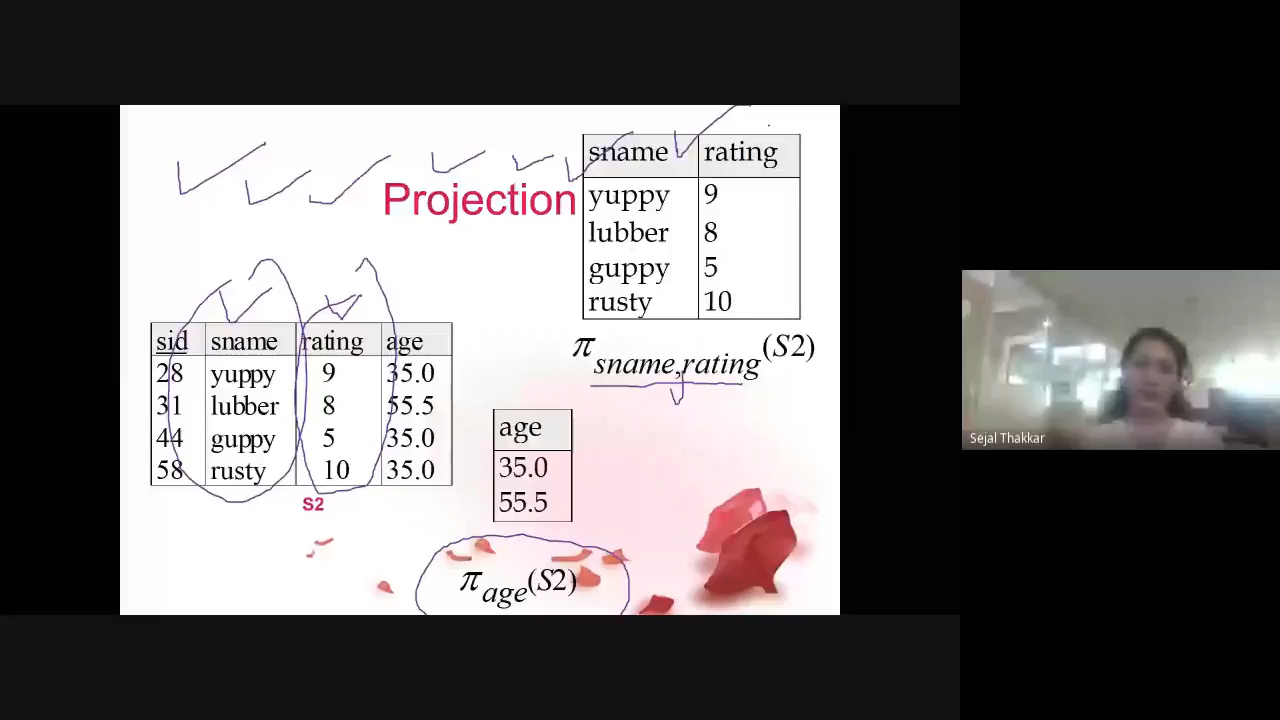 Projection
sname rating
yuppy 9
lubber 8
guppy 5
rusty 10
πsname,rating(S2)
sid sname rating age
28 yuppy 9 35.0
31 lubber 8 55.5
44 guppy 5 35.0
58 rusty 10 35.0
S2
age
35.0
55.5
πage(S2)
Sejal Thakkar